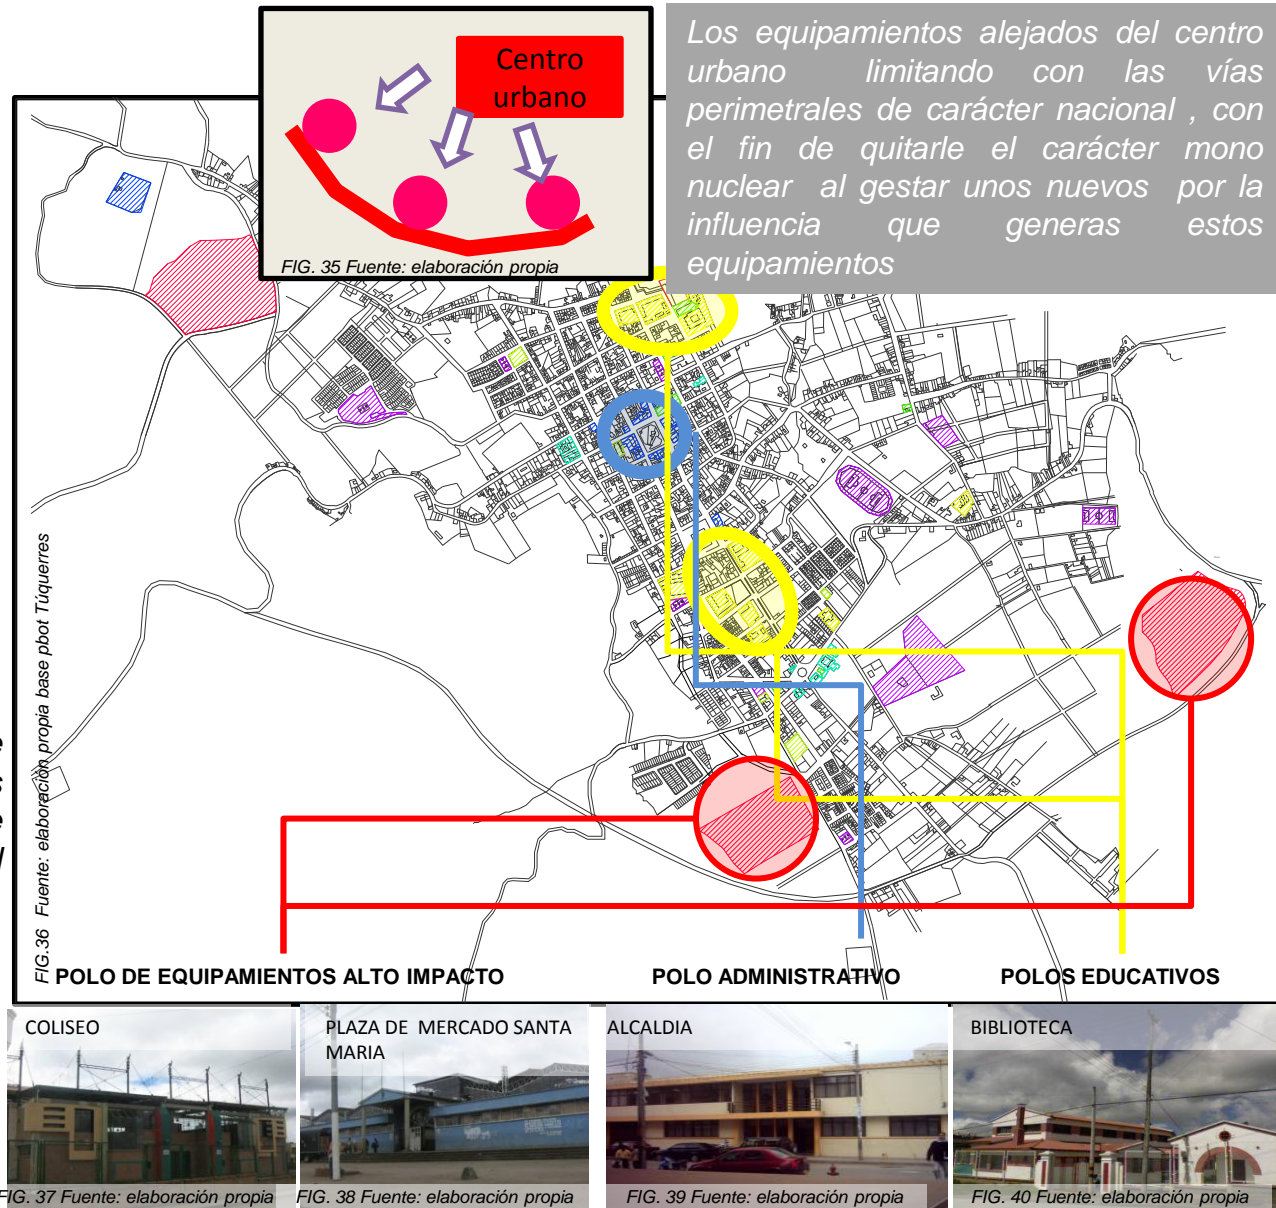 Centro
urbano
FIG. 35 Fuente: elaboración propia
Los equipamientos alejados del centro
urbano limitando con las vías
perimetrales de carácter nacional , con
el fin de quitarle el carácter mono
nuclear al gestar unos nuevos por la
influencia que generas estos
equipamientos
FIG.36 Fuente: elaboración propia base pbot Túquerres
POLO DE EQUIPAMIENTOS ALTO IMPACTO
POLO ADMINISTRATIVO
POLOS EDUCATIVOS
COLISEO
PLAZA DE MERCADO SANTA
MARIA
ALCALDIA
BIBLIOTECA
FIG. 37 Fuente: elaboración propia
FIG. 38 Fuente: elaboración propia
FIG. 39 Fuente: elaboración propia
FIG. 40 Fuente: elaboración propia